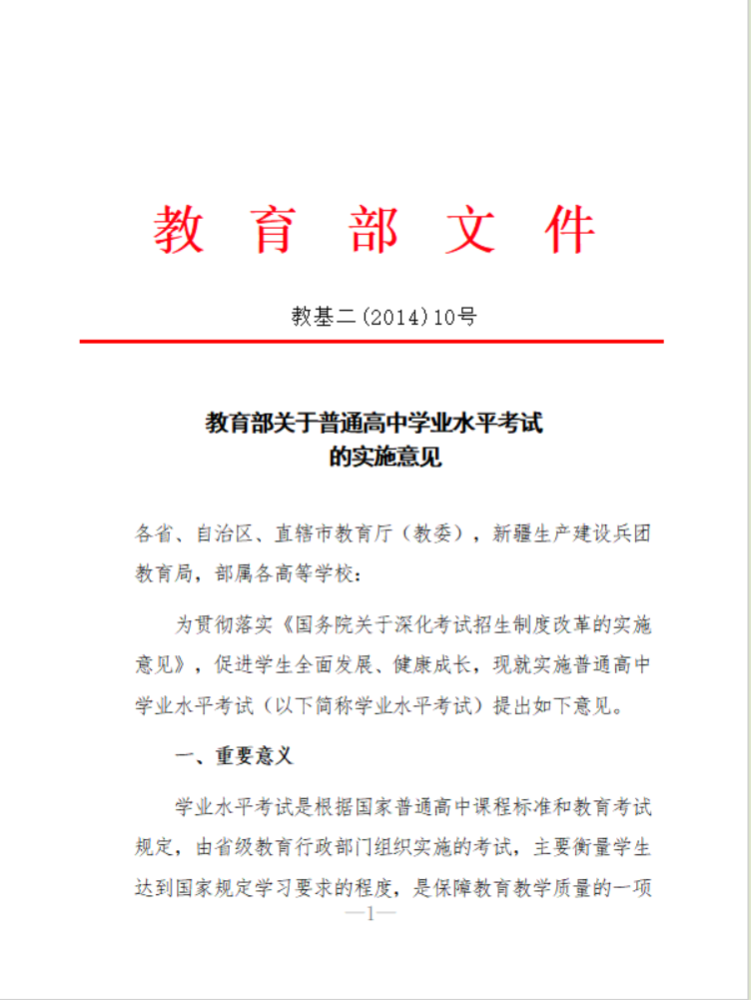 教育部文件
教基二(2014)10号
教育部关于普通高中学业水平考试
的实施意见
各省、自治区、直辖市教育厅（教委），新疆生产建设兵团
教育局，部属各高等学校：
为贯彻落实《国务院关于深化考试招生制度改革的实施
意见》，促进学生全面发展、健康成长，现就实施普通高中
学业水平考试（以下简称学业水平考试）提出如下意见。
一、重要意义
学业水平考试是根据国家普通高中课程标准和教育考试
规定，由省级教育行政部门组织实施的考试，主要衡量学生
达到国家规定学习要求的程度，是保障教育教学质量的一项
—1—